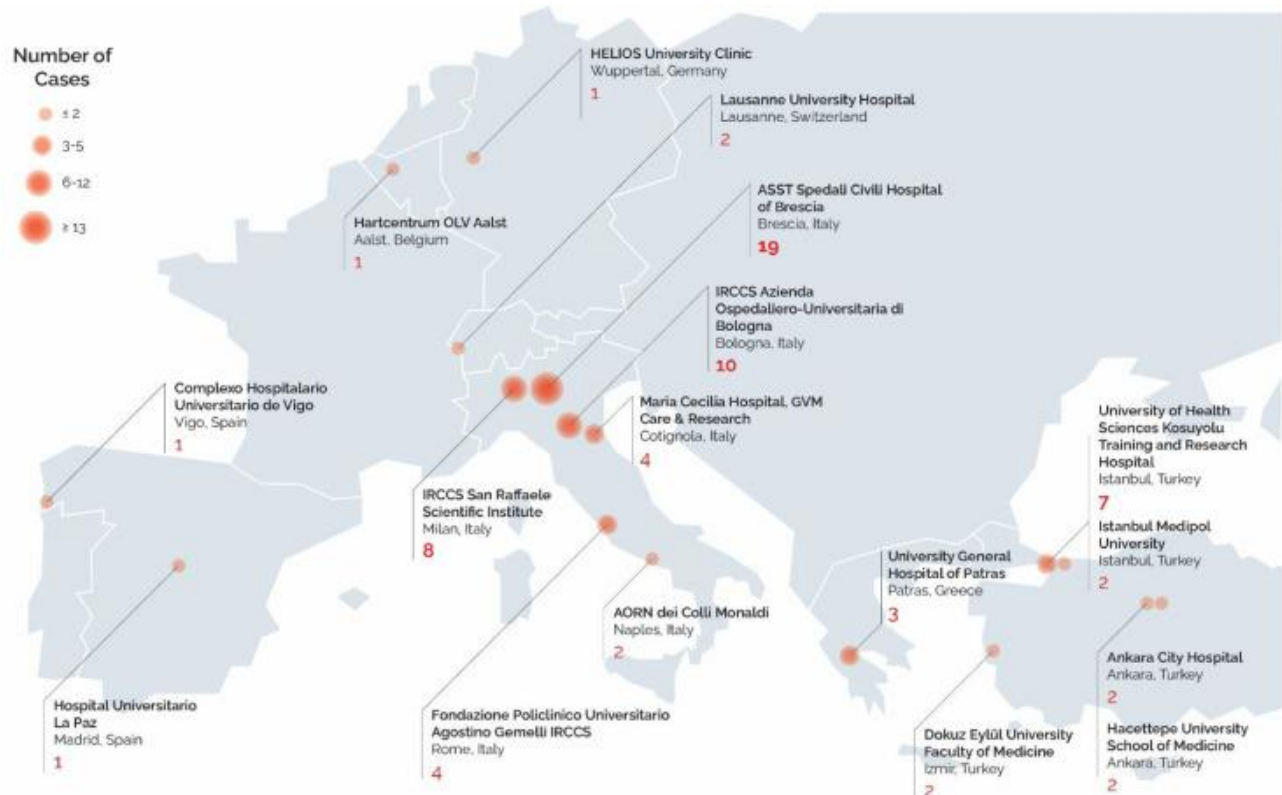 Number of
Cases
≤ 2
3-5
6-12
≥ 13
HELIOS University Clinic
Wuppertal, Germany
1
Lausanne University Hospital
Lausanne, Switzerland
2
ASST Spedali Civili Hospital
of Brescia
Brescia, Italy
19
Hartcentrum OLV Aalst
Aalst, Belgium
1
IRCCS Azienda
Ospedaliero-Universitaria di
Bologna
Bologna, Italy
10
Complexo Hospitalario
Universitario de Vigo
Vigo, Spain
1
Maria Cecilia Hospital, GVM
Care & Research
Cotignola, Italy
4
University of Health
Sciences Kosuyolu
Training and Research
Hospital
Istanbul, Turkey
7
IRCCS San Raffaele
Scientific Institute
Milan, Italy
8
Istanbul Medipol
University
Istanbul, Turkey
2
University General
Hospital of Patras
Patras, Greece
3
AORN dei Colli Monaldi
Naples, Italy
2
Ankara City Hospital
Ankara, Turkey
2
Hospital Universitario
La Paz
Madrid, Spain
1
Fondazione Policlinico Universitario
Agostino Gemelli IRCCS
Rome, Italy
4
Dokuz Eylül University
Faculty of Medicine
Izmir, Turkey
2
Hacettepe University
School of Medicine
Ankara, Turkey
2